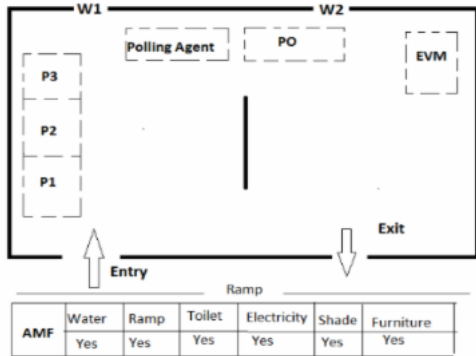 W1 W2
Polling Agent PO
EVM
P3
P2
P1
Exit
Entry
Ramp
AMF Water Ramp Toilet Electricity Shade Furniture
Yes Yes Yes Yes Yes Yes